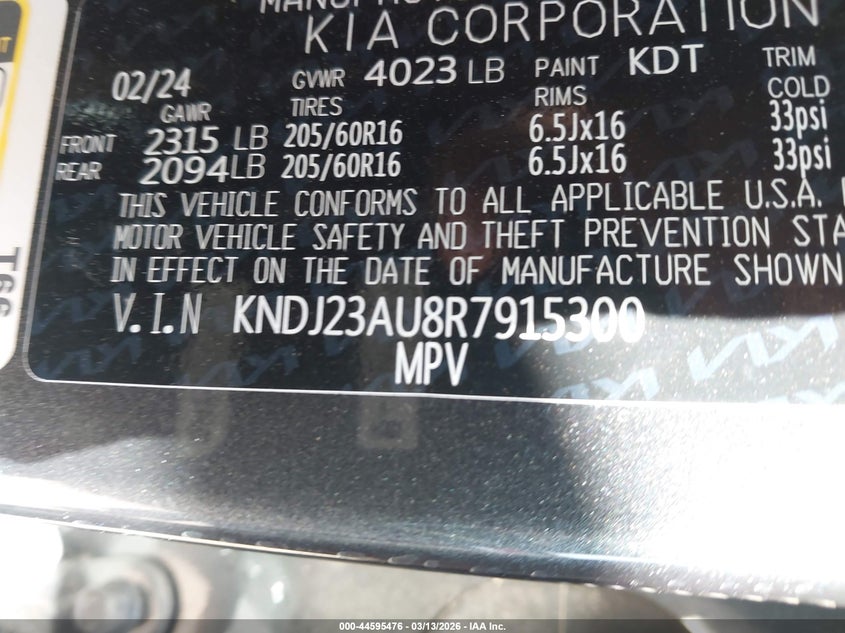 KIA CORPORATION
02/24 GVWR 4023 LB PAINT KDT TRIM
GAWR TIRES RIMS COLD
FRONT 2315 LB 205/60R16 6.5Jx16 33psi
REAR 2094LB 205/60R16 6.5Jx16 33psi
THIS VEHICLE CONFORMS TO ALL APPLICABLE U.S.A.
MOTOR VEHICLE SAFETY AND THEFT PREVENTION STA
IN EFFECT ON THE DATE OF MANUFACTURE SHOWN
V.I.N KNDJ23AU8R7915300
MPV
T66
000-44595476 | 03/13/2026 | IAA Inc.